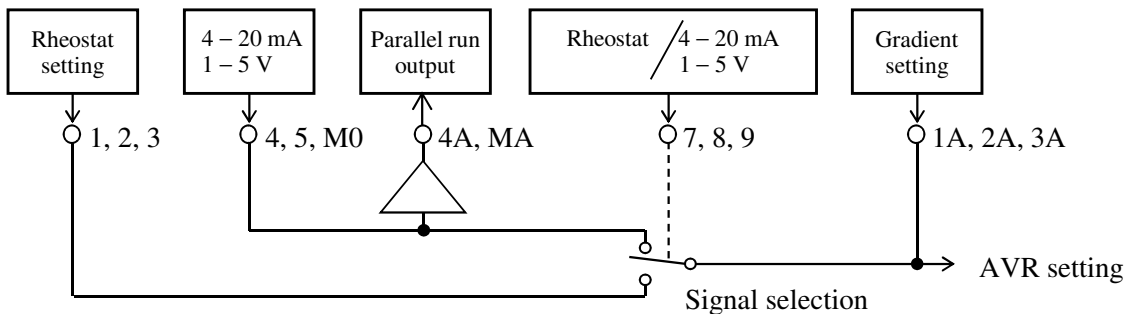 Rheostat
setting
4 – 20 mA
1 – 5 V
Parallel run
output
Rheostat / 4 – 20 mA
1 – 5 V
Gradient
setting
1, 2, 3
4, 5, M0
4A, MA
7, 8, 9
1A, 2A, 3A
AVR setting
Signal selection